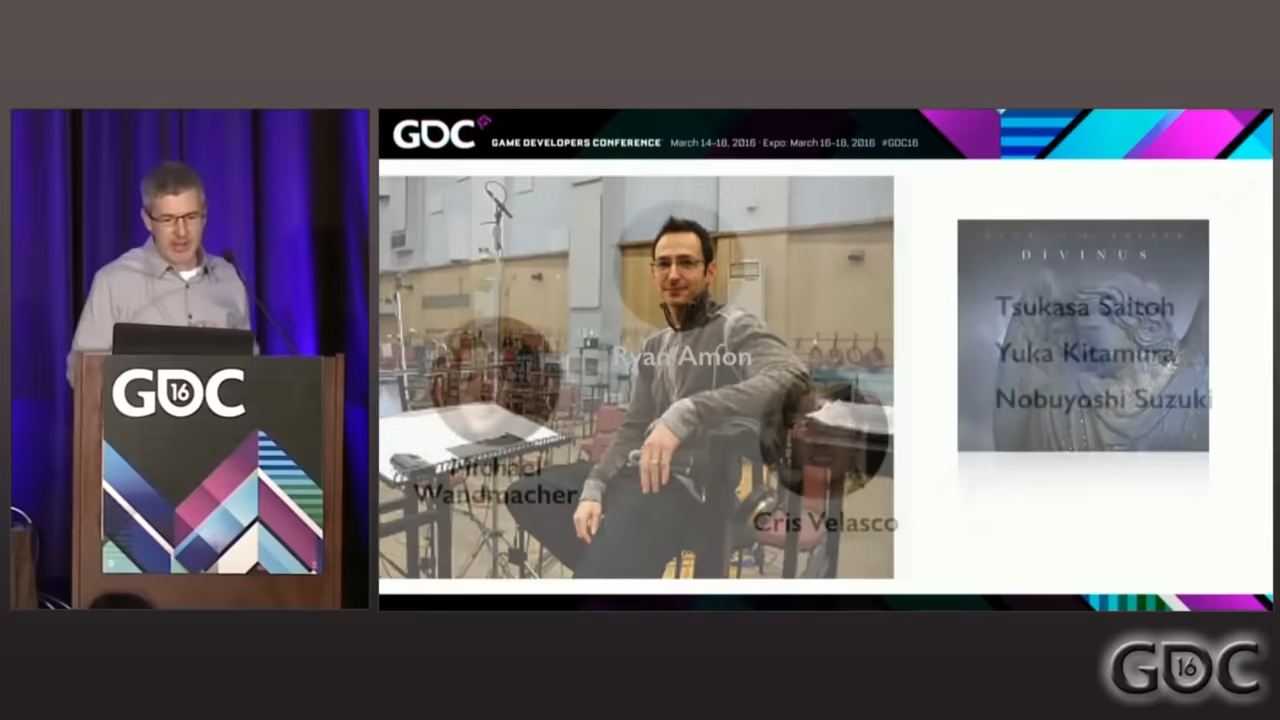 GDC
GAME DEVELOPERS CONFERENCE March 14-18, 2016 · Expo: March 16-18, 2016 #GDC16
DIVINUS
Tsukasa Saitoh
Ryan Amon
Yuka Kitamura
GDC 16
Nobuyoshi Suzuki
Michael
Wandmacher
Cris Velasco
GDC 16